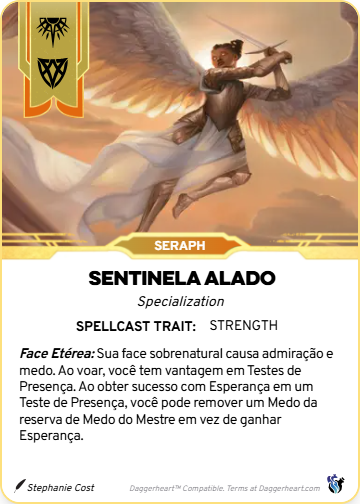 SERAPH
SENTINELA ALADO
Specialization
SPELLCAST TRAIT: STRENGTH
Face Etérea: Sua face sobrenatural causa admiração e
medo. Ao voar, você tem vantagem em Testes de
Presença. Ao obter sucesso com Esperança em um
Teste de Presença, você pode remover um Medo da
reserva de Medo do Mestre em vez de ganhar
Esperança.
Stephanie Cost
Daggerheart™ Compatible. Terms at Daggerheart.com